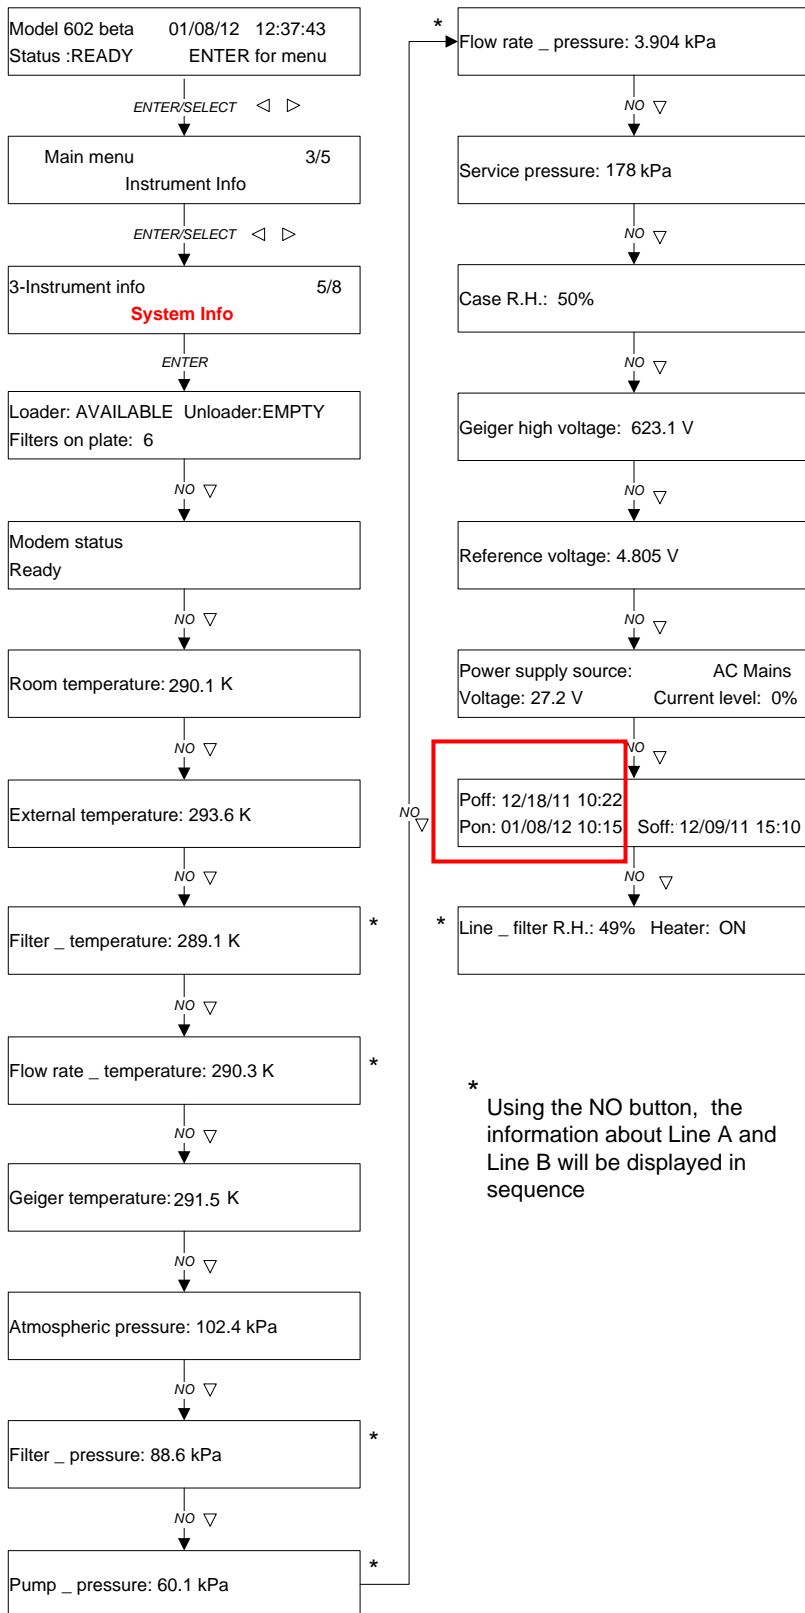 Model 602 beta 01/08/12 12:37:43
Status :READY ENTER for menu
ENTER/SELECT
Main menu 3/5
Instrument Info
ENTER/SELECT
3-Instrument info 5/8
System Info
ENTER
Loader: AVAILABLE Unloader:EMPTY
Filters on plate: 6
NO
Modem status
Ready
NO
Room temperature: 290.1 K
NO
External temperature: 293.6 K
NO
Filter _ temperature: 289.1 K
*
NO
Flow rate _ temperature: 290.3 K
*
NO
Geiger temperature: 291.5 K
NO
Atmospheric pressure: 102.4 kPa
NO
Filter _ pressure: 88.6 kPa
*
NO
Pump _ pressure: 60.1 kPa
*
NO
*
Flow rate _ pressure: 3.904 kPa
NO
Service pressure: 178 kPa
NO
Case R.H.: 50%
NO
Geiger high voltage: 623.1 V
NO
Reference voltage: 4.805 V
NO
Power supply source: AC Mains
Voltage: 27.2 V Current level: 0%
NO
Poff: 12/18/11 10:22
Pon: 01/08/12 10:15 Soff: 12/09/11 15:10
NO
*
Line _ filter R.H.: 49% Heater: ON
*
Using the NO button, the
information about Line A and
Line B will be displayed in
sequence